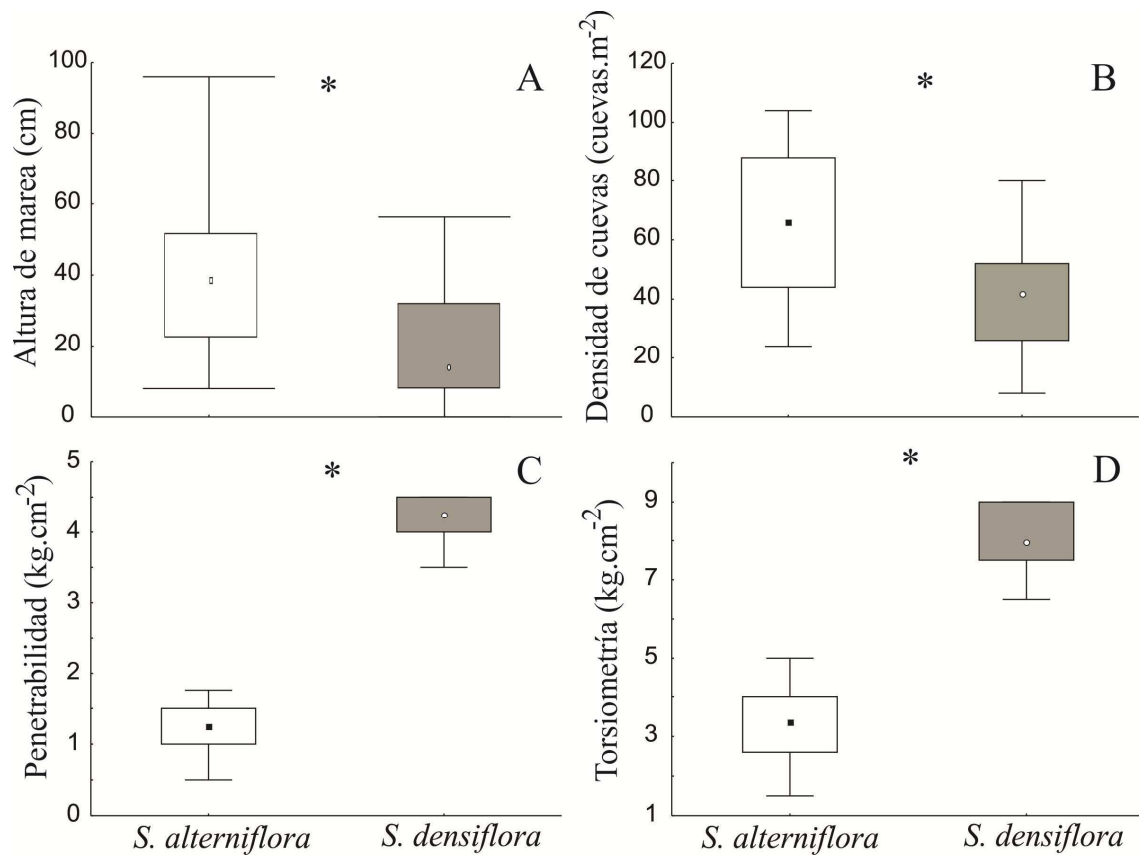 A
*
Altura de marea (cm)
100
80
60
40
20
0
B
*
Densidad de cuevas (cuevas.m⁻²)
120
100
80
60
40
20
0
C
*
Penetrabilidad (kg.cm⁻²)
5
4
3
2
1
0
S. alterniflora
S. densiflora
D
*
Torsiometría (kg.cm⁻²)
9
7
5
3
1
S. alterniflora
S. densiflora